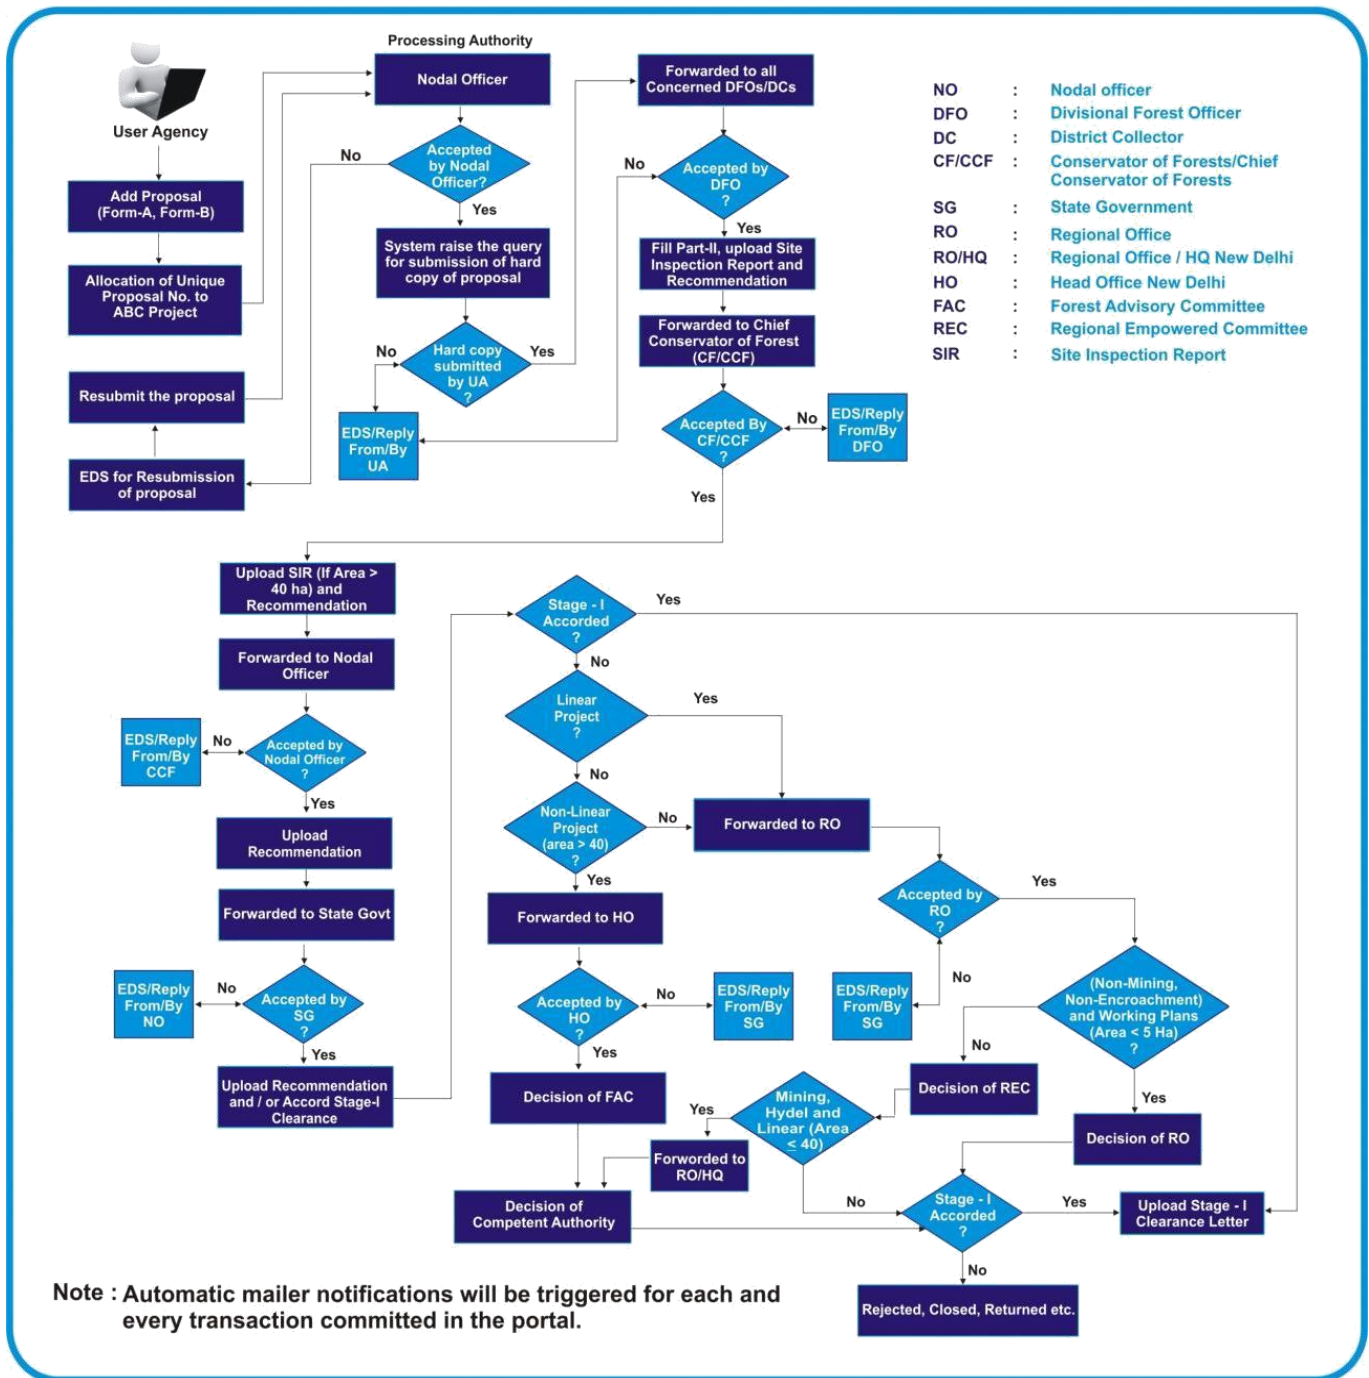 Processing Authority
User Agency
Nodal Officer
Forwarded to all
Concerned DFOs/DCs
NO : Nodal officer
DFO : Divisional Forest Officer
DC : District Collector
CF/CCF : Conservator of Forests/Chief
Conservator of Forests
SG : State Government
RO : Regional Office
RO/HQ : Regional Office / HQ New Delhi
HO : Head Office New Delhi
FAC : Forest Advisory Committee
REC : Regional Empowered Committee
SIR : Site Inspection Report
Add Proposal
(Form-A, Form-B)
Allocation of Unique
Proposal No. to
ABC Project
Resubmit the proposal
EDS for Resubmission
of proposal
No
Accepted
by Nodal
Officer?
Yes
System raise the query
for submission of hard
copy of proposal
No
Hard copy
submitted
by UA
?
Yes
EDS/Reply
From/By
UA
No
Accepted by
DFO
?
Yes
Fill Part-II, upload Site
Inspection Report and
Recommendation
Forwarded to Chief
Conservator of Forest
(CF/CCF)
Accepted By
CF/CCF
?
No
EDS/Reply
From/By
DFO
Yes
Upload SIR (If Area >
40 ha) and
Recommendation
Forwarded to Nodal
Officer
EDS/Reply
From/By
CCF
No
Accepted by
Nodal Officer
?
Yes
Upload
Recommendation
Forwarded to State Govt
EDS/Reply
From/By
NO
No
Accepted by
SG
?
Yes
Upload Recommendation
and / or Accord Stage-I
Clearance
Stage - I
Accorded
?
Yes
No
Linear
Project
?
Yes
No
Non-Linear
Project
(area > 40)
?
No
Forwarded to RO
Yes
Forwarded to HO
Accepted by
HO
?
No
EDS/Reply
From/By
SG
Yes
Decision of FAC
Accepted by
RO
?
Yes
No
EDS/Reply
From/By
SG
(Non-Mining,
Non-Encroachment)
and Working Plans
(Area < 5 Ha)
?
No
Decision of REC
Yes
Decision of RO
Mining,
Hydel and
Linear (Area
≤ 40)
Yes
Forworded to
RO/HQ
No
Decision of
Competent Authority
Stage - I
Accorded
?
Yes
Upload Stage - I
Clearance Letter
No
Rejected, Closed, Returned etc.
Note : Automatic mailer notifications will be triggered for each and
every transaction committed in the portal.